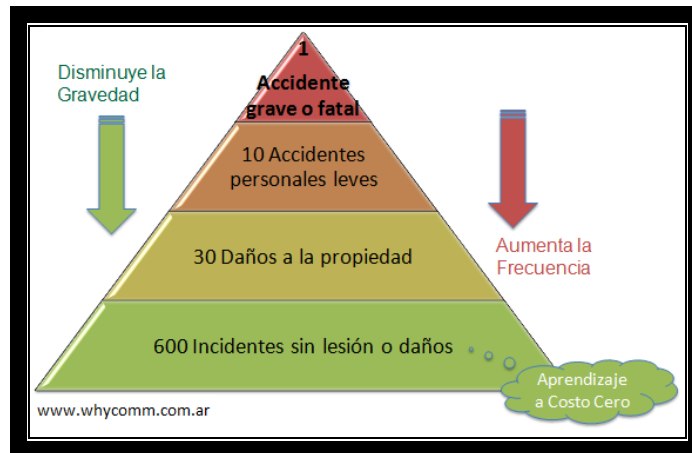 1
Accidente
grave o fatal
Disminuye la
Gravedad
10 Accidentes
personales leves
30 Daños a la propiedad
Aumenta la
Frecuencia
600 Incidentes sin lesión o daños
Aprendizaje
a Costo Cero
www.whycomm.com.ar